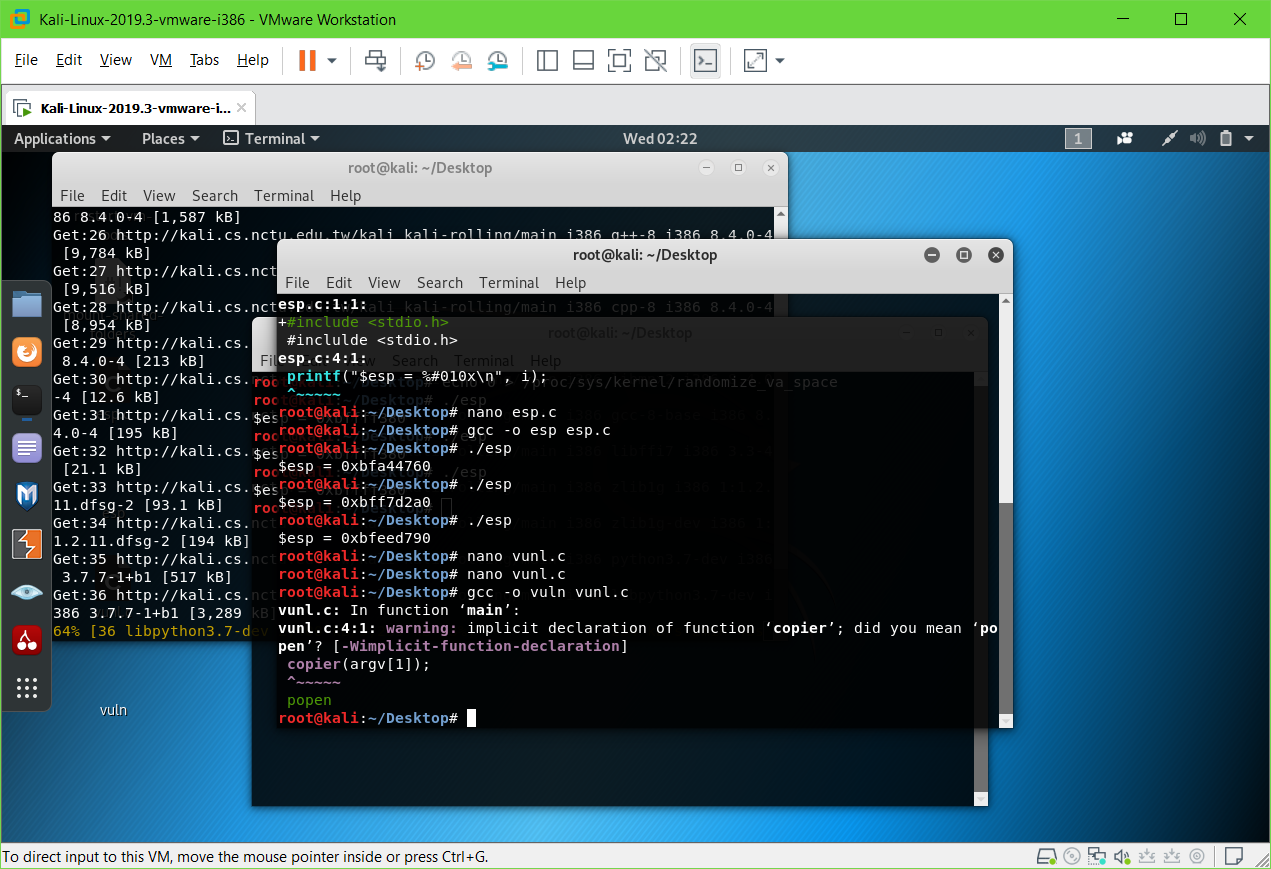 Kali-Linux-2019.3-vmware-i386 - VMware Workstation
File Edit View VM Tabs Help
Kali-Linux-2019.3-vmware-i...
Applications Places Terminal Wed 02:22 1
root@kali: ~/Desktop
File Edit View Search Terminal Help
86 8.4.0-4 [1,587 kB]
Get:26 http://kali.cs.nctu.edu.tw/kali kali-rolling/main i386 g++-8 i386 8.4.0-4
[9,784 kB]
Get:27 http://kali.cs.nct
[9,516 kB]
Get:28 http://kali.cs.
[8,954 kB]
Get:29 http://kali.cs.
8.4.0-4 [213 kB]
Get:30 http://kali.cs.
-4 [12.6 kB]
Get:31 http://kali.cs.
4.0-4 [195 kB]
Get:32 http://kali.cs.
[21.1 kB]
Get:33 http://kali.cs.
11.dfsg-2 [93.1 kB]
Get:34 http://kali.cs.
1.2.11.dfsg-2 [194 kB]
Get:35 http://kali.cs.nct
3.7.7-1+b1 [517 kB]
Get:36 http://kali.cs.nct
386 3.7.7-1+b1 [3,289 kB]
64% [36 libpython3.7-dev
root@kali: ~/Desktop
File Edit View Search Terminal Help
esp.c:1:1:
+#include <stdio.h>
#inclulde <stdio.h>
esp.c:4:1:
printf("$esp = %#010x\n", i);
^~~~~~
root@kali:~/Desktop# nano esp.c
root@kali:~/Desktop# gcc -o esp esp.c
root@kali:~/Desktop# ./esp
$esp = 0xbfa44760
root@kali:~/Desktop# ./esp
$esp = 0xbff7d2a0
root@kali:~/Desktop# ./esp
$esp = 0xbfeed790
root@kali:~/Desktop# nano vunl.c
root@kali:~/Desktop# nano vunl.c
root@kali:~/Desktop# gcc -o vuln vunl.c
vunl.c: In function ‘main’:
vunl.c:4:1: warning: implicit declaration of function ‘copier’; did you mean ‘po
pen’? [-Wimplicit-function-declaration]
copier(argv[1]);
^~~~~~
popen
root@kali:~/Desktop#
root@kali: ~/Desktop
vuln
To direct input to this VM, move the mouse pointer inside or press Ctrl+G.